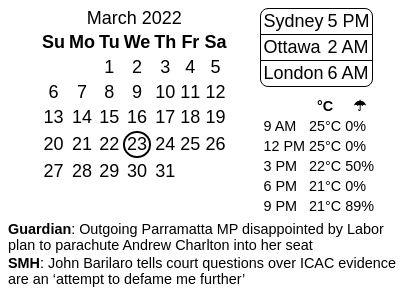 March 2022
Su Mo Tu We Th Fr Sa
1 2 3 4 5
6 7 8 9 10 11 12
13 14 15 16 17 18 19
20 21 22 23 24 25 26
27 28 29 30 31
Sydney 5 PM
Ottawa 2 AM
London 6 AM
°C ☂
9 AM 25°C 0%
12 PM 25°C 0%
3 PM 22°C 50%
6 PM 21°C 0%
9 PM 21°C 89%
Guardian: Outgoing Parramatta MP disappointed by Labor
plan to parachute Andrew Charlton into her seat
SMH: John Barilaro tells court questions over ICAC evidence
are an ‘attempt to defame me further’